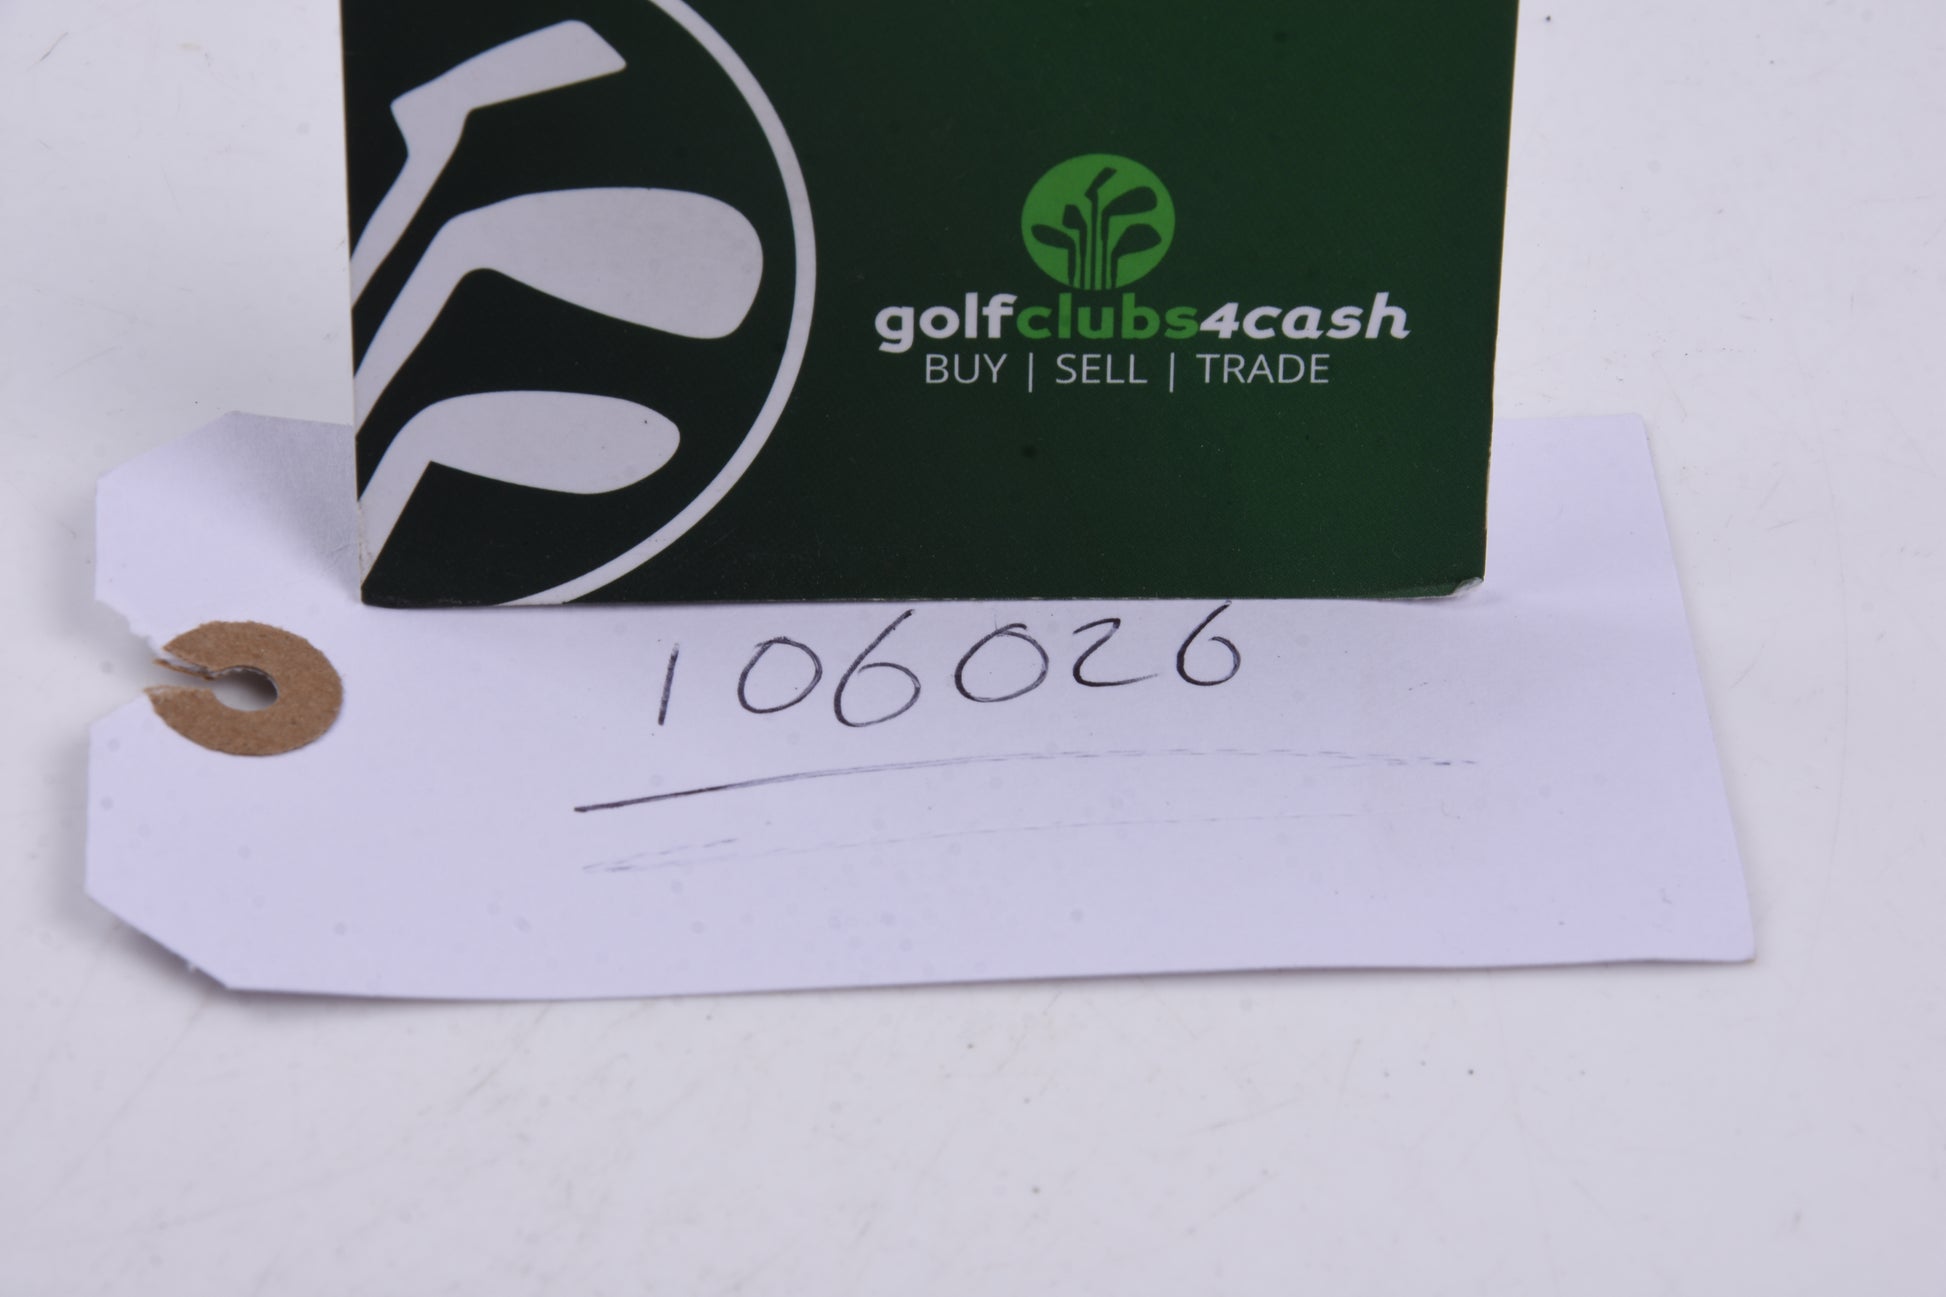 golfclubs4cash
BUY | SELL | TRADE
106026